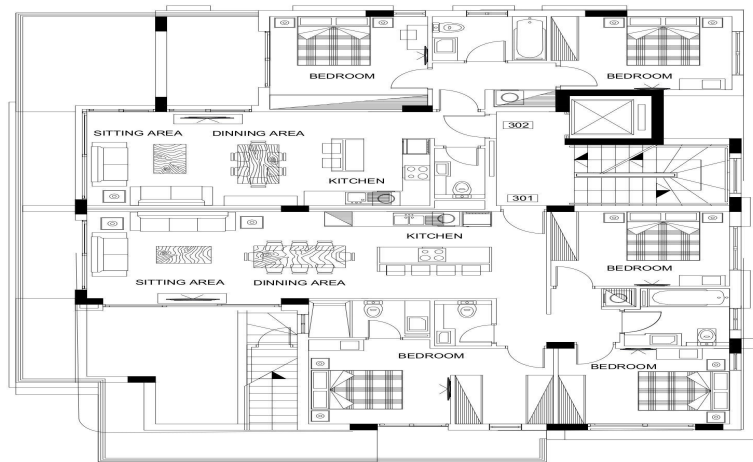 BEDROOM
BEDROOM
302
SITTING AREA
DINNING AREA
KITCHEN
301
KITCHEN
BEDROOM
SITTING AREA
DINNING AREA
BEDROOM
BEDROOM